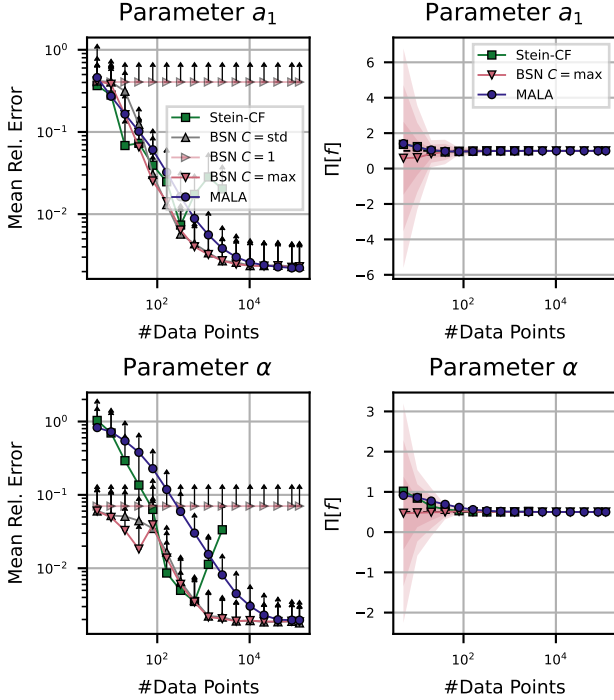 Parameter a₁
Mean Rel. Error
10⁰
10⁻¹
10⁻²
Stein-CF
BSN C = std
BSN C = 1
BSN C = max
MALA
10²
10⁴
#Data Points
Parameter a₁
Π[f]
6
4
2
0
−2
−4
−6
Stein-CF
BSN C = max
MALA
10²
10⁴
#Data Points
Parameter α
Mean Rel. Error
10⁰
10⁻¹
10⁻²
10²
10⁴
#Data Points
Parameter α
Π[f]
3
2
1
0
−1
−2
10²
10⁴
#Data Points